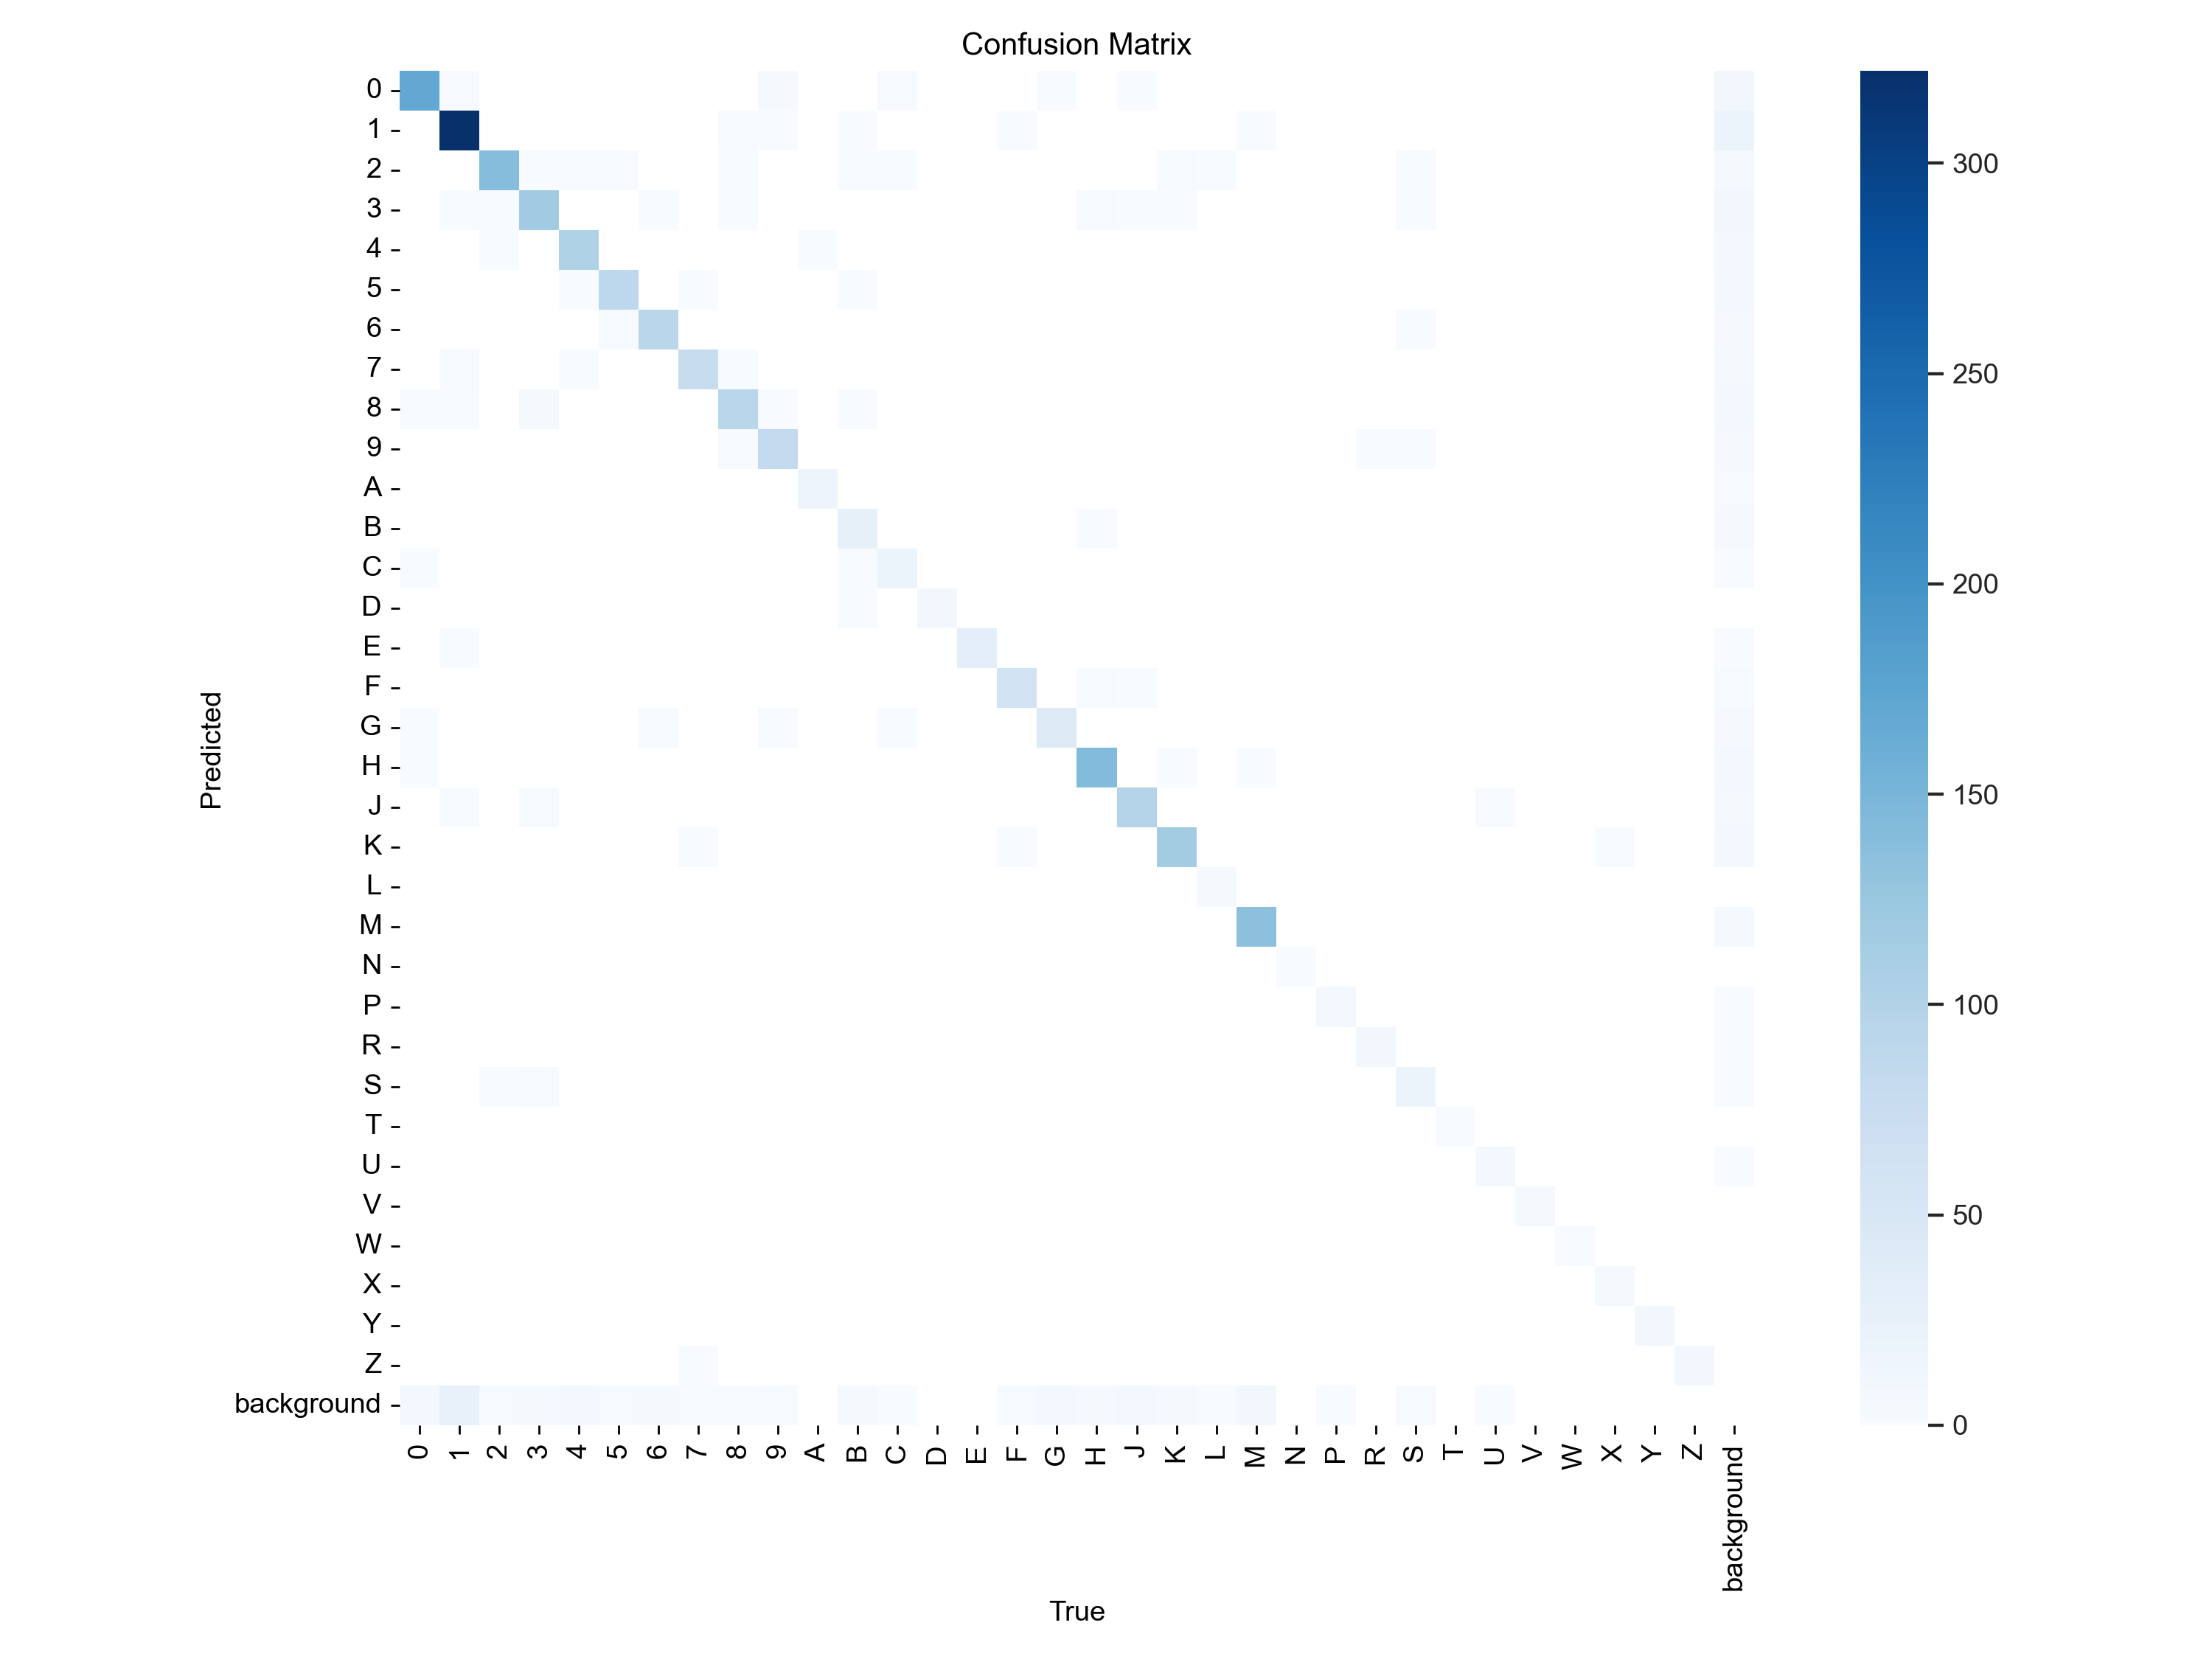 Confusion Matrix
0
1
2
3
4
5
6
7
8
9
A
B
C
D
E
F
G
H
J
K
L
M
N
P
R
S
T
U
V
W
X
Y
Z
background
Predicted
0 1 2 3 4 5 6 7 8 9 A B C D E F G H J K L M N P R S T U V W X Y Z background
True
300
250
200
150
100
50
0